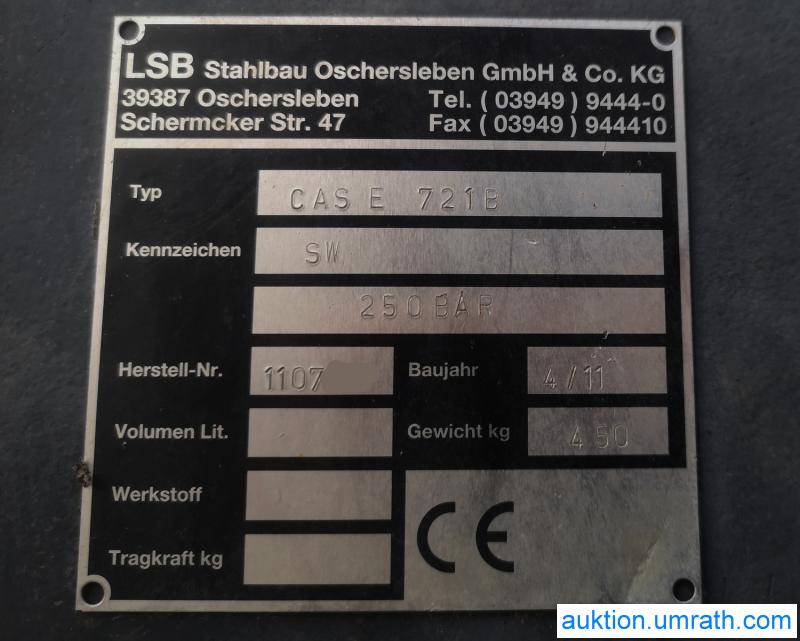 LSB Stahlbau Oschersleben GmbH & Co. KG
39387 Oschersleben Tel. ( 03949 ) 9444-0
Schermcker Str. 47 Fax ( 03949 ) 944410
Typ CASE 721B
Kennzeichen SW
250 BAR
Herstell-Nr. 1107 Baujahr 4/11
Volumen Lit. Gewicht kg 450
Werkstoff
Tragkraft kg
CE
auktion.umrath.com